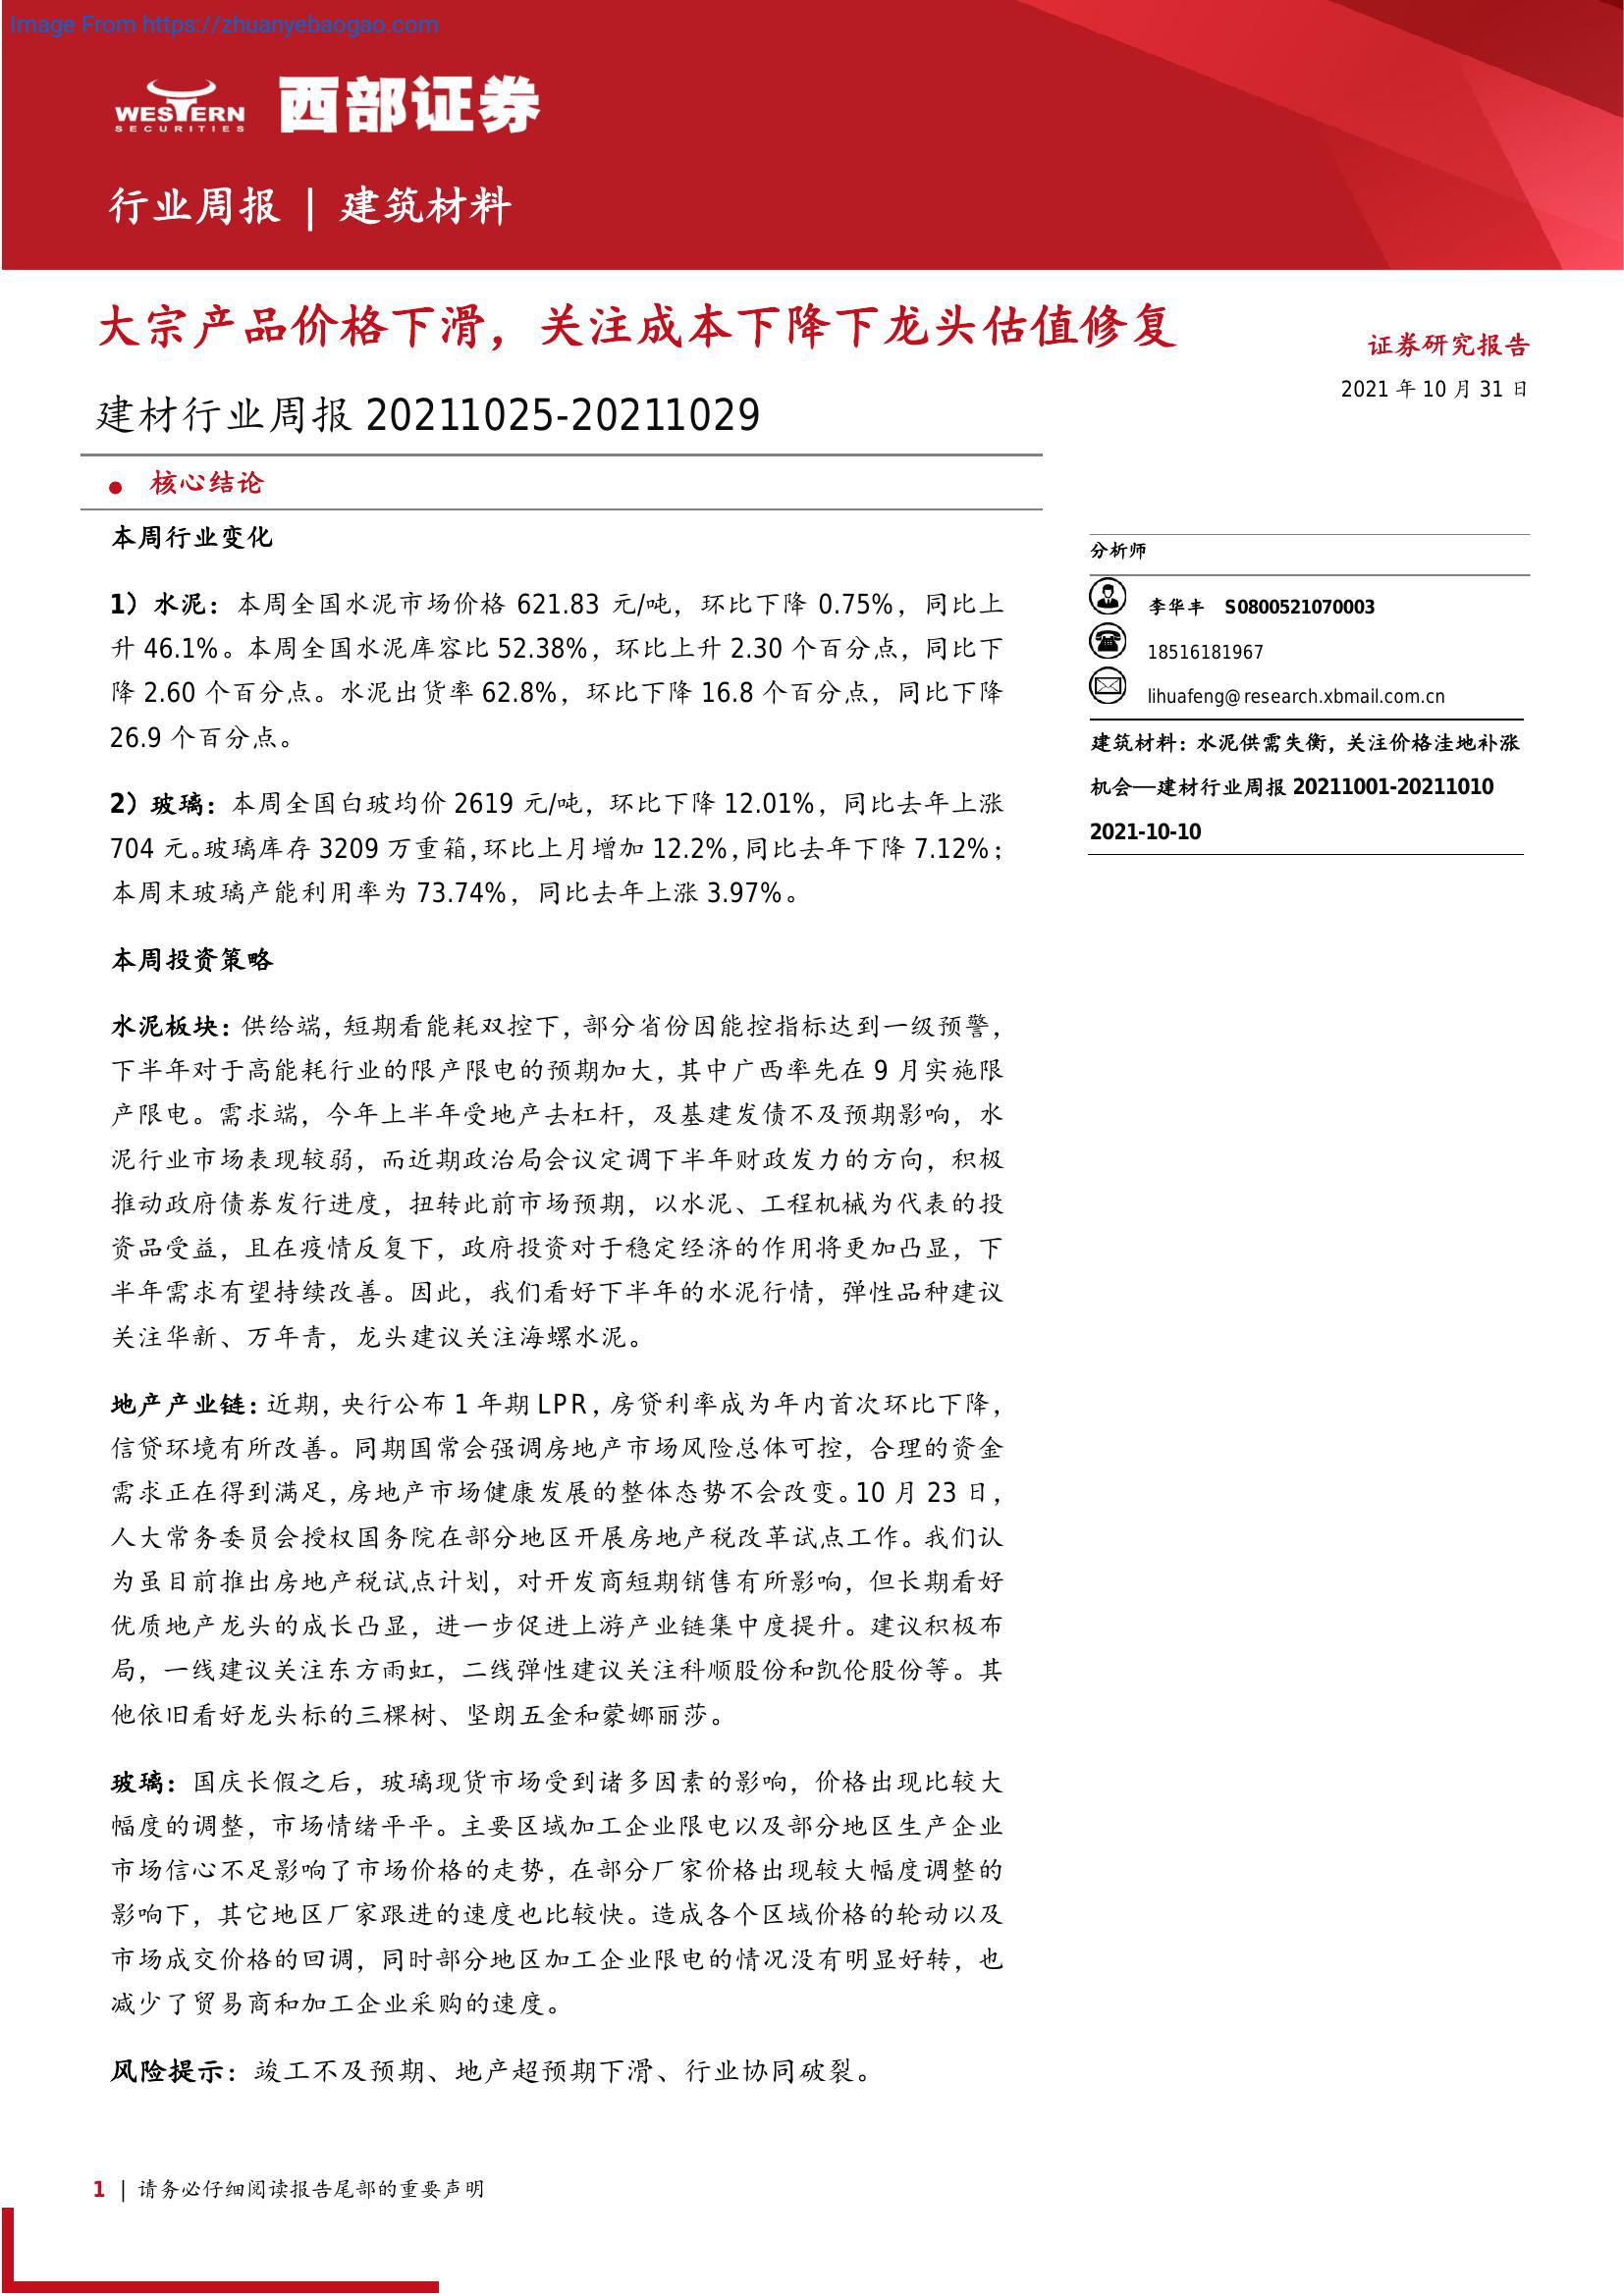 Image From https://zhuanyebaogao.com
WESTERN
SECURITIES
西部证券
行业周报 | 建筑材料
大宗产品价格下滑，关注成本下降下龙头估值修复
建材行业周报 20211025-20211029
证券研究报告
2021 年 10 月 31 日
● 核心结论
本周行业变化
1）水泥：本周全国水泥市场价格 621.83 元/吨，环比下降 0.75%，同比上
升 46.1%。本周全国水泥库容比 52.38%，环比上升 2.30 个百分点，同比下
降 2.60 个百分点。水泥出货率 62.8%，环比下降 16.8 个百分点，同比下降
26.9 个百分点。
2）玻璃：本周全国白玻均价 2619 元/吨，环比下降 12.01%，同比去年上涨
704 元。玻璃库存 3209 万重箱，环比上月增加 12.2%，同比去年下降 7.12%；
本周末玻璃产能利用率为 73.74%，同比去年上涨 3.97%。
本周投资策略
水泥板块：供给端，短期看能耗双控下，部分省份因能控指标达到一级预警，
下半年对于高能耗行业的限产限电的预期加大，其中广西率先在 9 月实施限
产限电。需求端，今年上半年受地产去杠杆，及基建发债不及预期影响，水
泥行业市场表现较弱，而近期政治局会议定调下半年财政发力的方向，积极
推动政府债券发行进度，扭转此前市场预期，以水泥、工程机械为代表的投
资品受益，且在疫情反复下，政府投资对于稳定经济的作用将更加凸显，下
半年需求有望持续改善。因此，我们看好下半年的水泥行情，弹性品种建议
关注华新、万年青，龙头建议关注海螺水泥。
地产产业链：近期，央行公布 1 年期 LPR，房贷利率成为年内首次环比下降，
信贷环境有所改善。同期国常会强调房地产市场风险总体可控，合理的资金
需求正在得到满足，房地产市场健康发展的整体态势不会改变。10 月 23 日，
人大常务委员会授权国务院在部分地区开展房地产税改革试点工作。我们认
为虽目前推出房地产税试点计划，对开发商短期销售有所影响，但长期看好
优质地产龙头的成长凸显，进一步促进上游产业链集中度提升。建议积极布
局，一线建议关注东方雨虹，二线弹性建议关注科顺股份和凯伦股份等。其
他依旧看好龙头标的三棵树、坚朗五金和蒙娜丽莎。
玻璃：国庆长假之后，玻璃现货市场受到诸多因素的影响，价格出现比较大
幅度的调整，市场情绪平平。主要区域加工企业限电以及部分地区生产企业
市场信心不足影响了市场价格的走势，在部分厂家价格出现较大幅度调整的
影响下，其它地区厂家跟进的速度也比较快。造成各个区域价格的轮动以及
市场成交价格的回调，同时部分地区加工企业限电的情况没有明显好转，也
减少了贸易商和加工企业采购的速度。
风险提示：竣工不及预期、地产超预期下滑、行业协同破裂。
分析师
李华丰 S0800521070003
18516181967
lihuafeng@research.xbmail.com.cn
建筑材料：水泥供需失衡，关注价格洼地补涨
机会—建材行业周报 20211001-20211010
2021-10-10
1 | 请务必仔细阅读报告尾部的重要声明